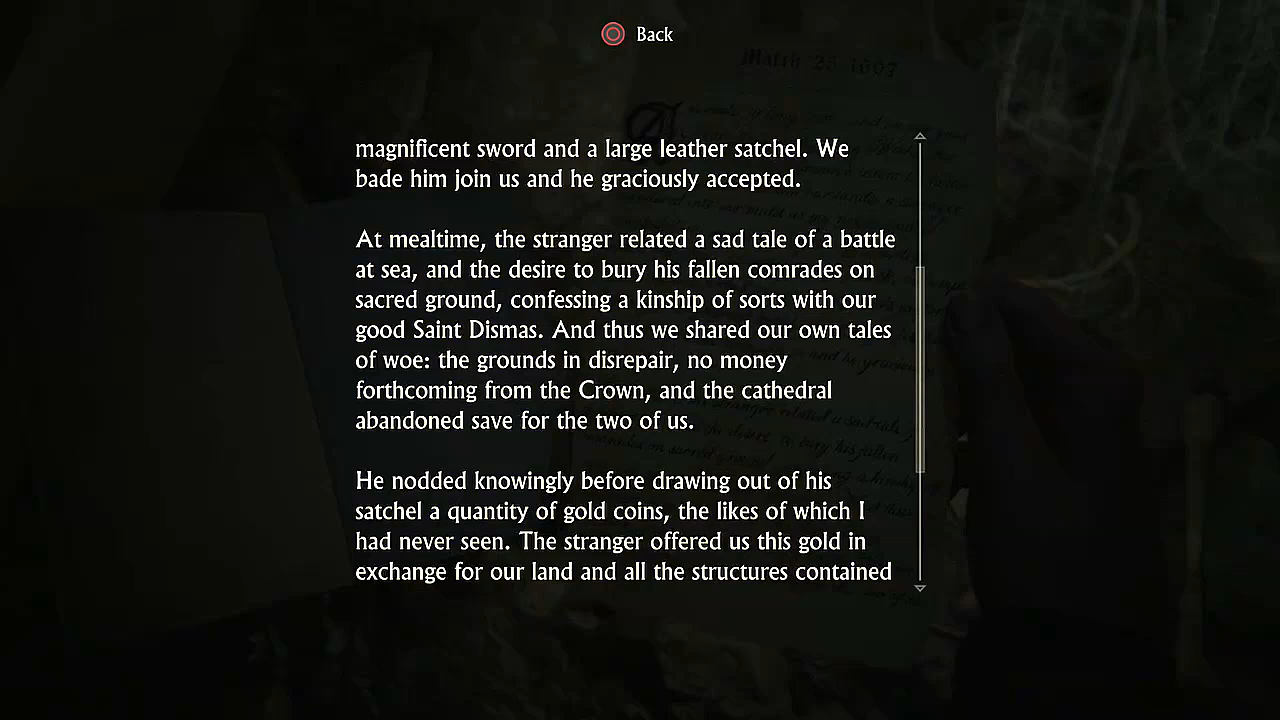 Back
March 25 1697
magnificent sword and a large leather satchel. We
bade him join us and he graciously accepted.
At mealtime, the stranger related a sad tale of a battle
at sea, and the desire to bury his fallen comrades on
sacred ground, confessing a kinship of sorts with our
good Saint Dismas. And thus we shared our own tales
of woe: the grounds in disrepair, no money
forthcoming from the Crown, and the cathedral
abandoned save for the two of us.
He nodded knowingly before drawing out of his
satchel a quantity of gold coins, the likes of which I
had never seen. The stranger offered us this gold in
exchange for our land and all the structures contained